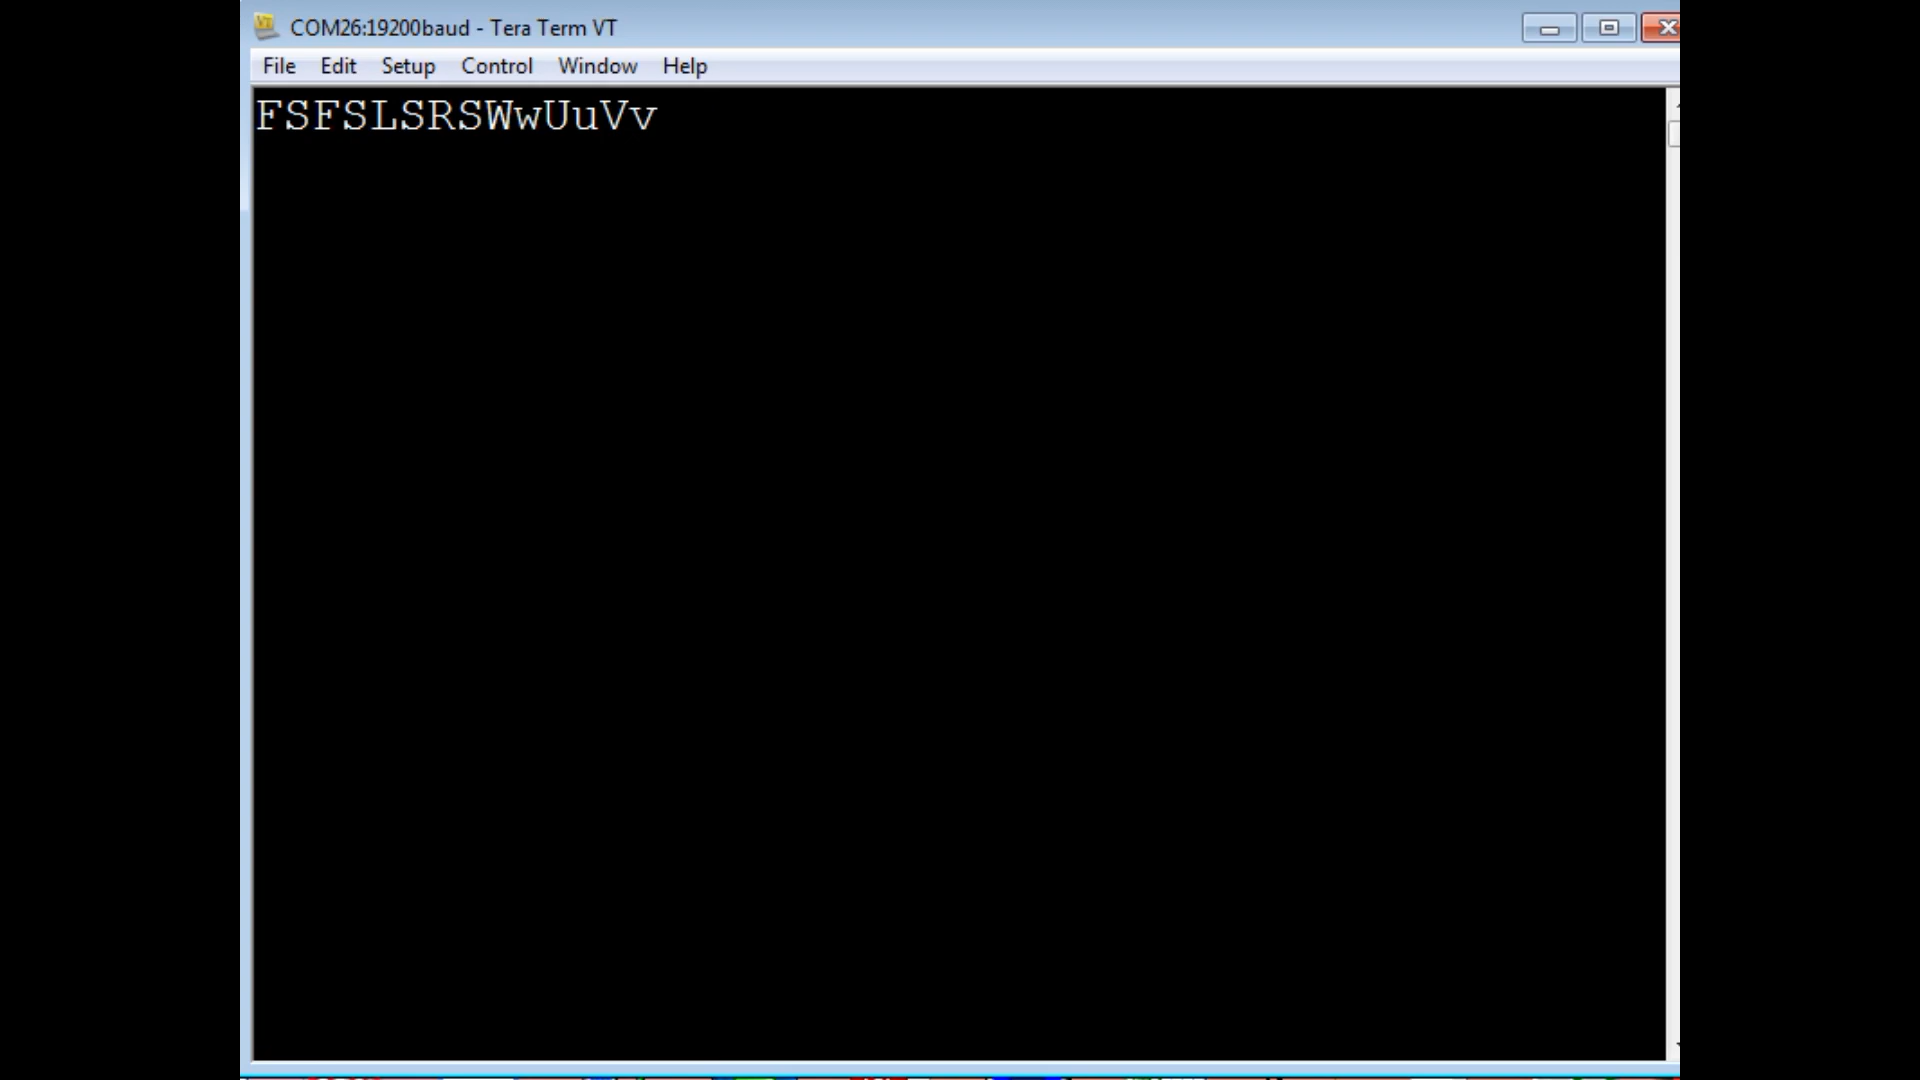 COM26:19200baud - Tera Term VT
File Edit Setup Control Window Help
FSFSLSRSWwUuVv